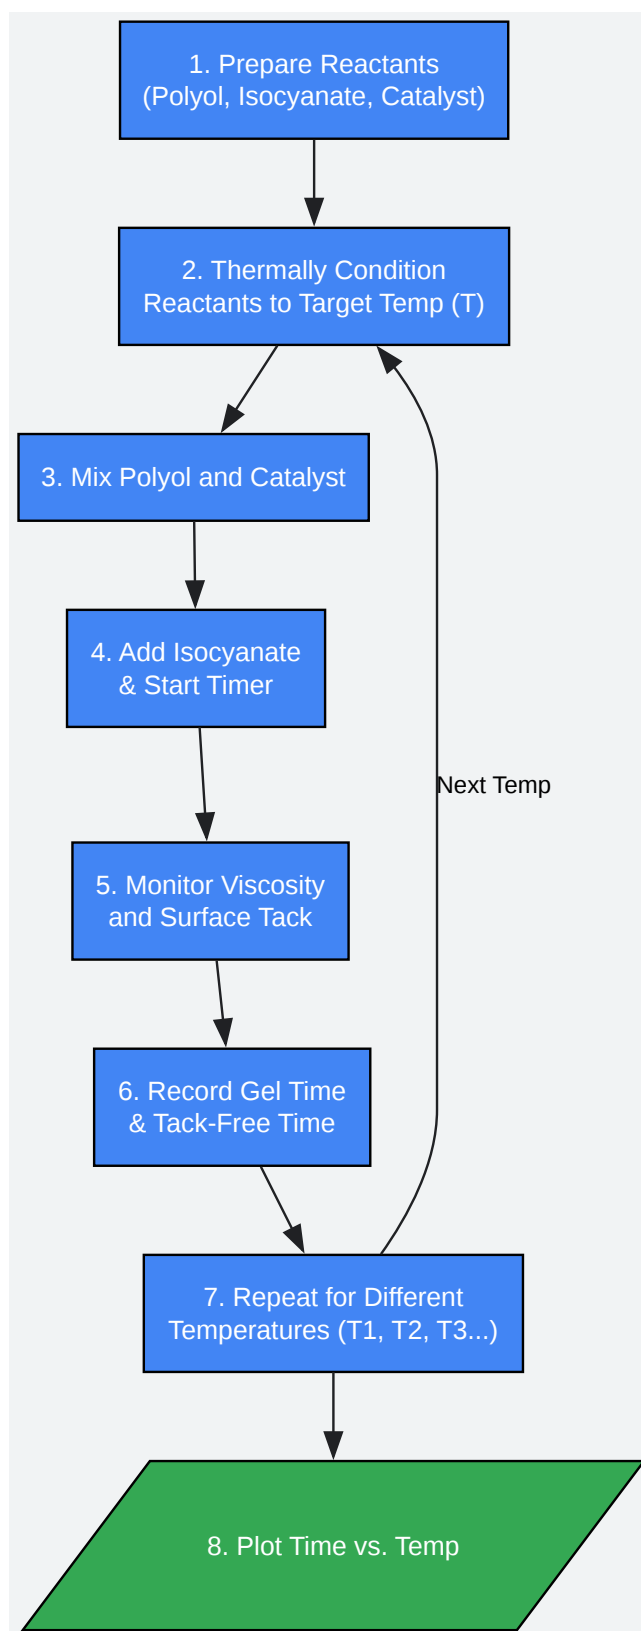 1. Prepare Reactants
(Polyol, Isocyanate, Catalyst)
2. Thermally Condition
Reactants to Target Temp (T)
3. Mix Polyol and Catalyst
4. Add Isocyanate
& Start Timer
Next Temp
5. Monitor Viscosity
and Surface Tack
6. Record Gel Time
& Tack-Free Time
7. Repeat for Different
Temperatures (T1, T2, T3...)
8. Plot Time vs. Temp